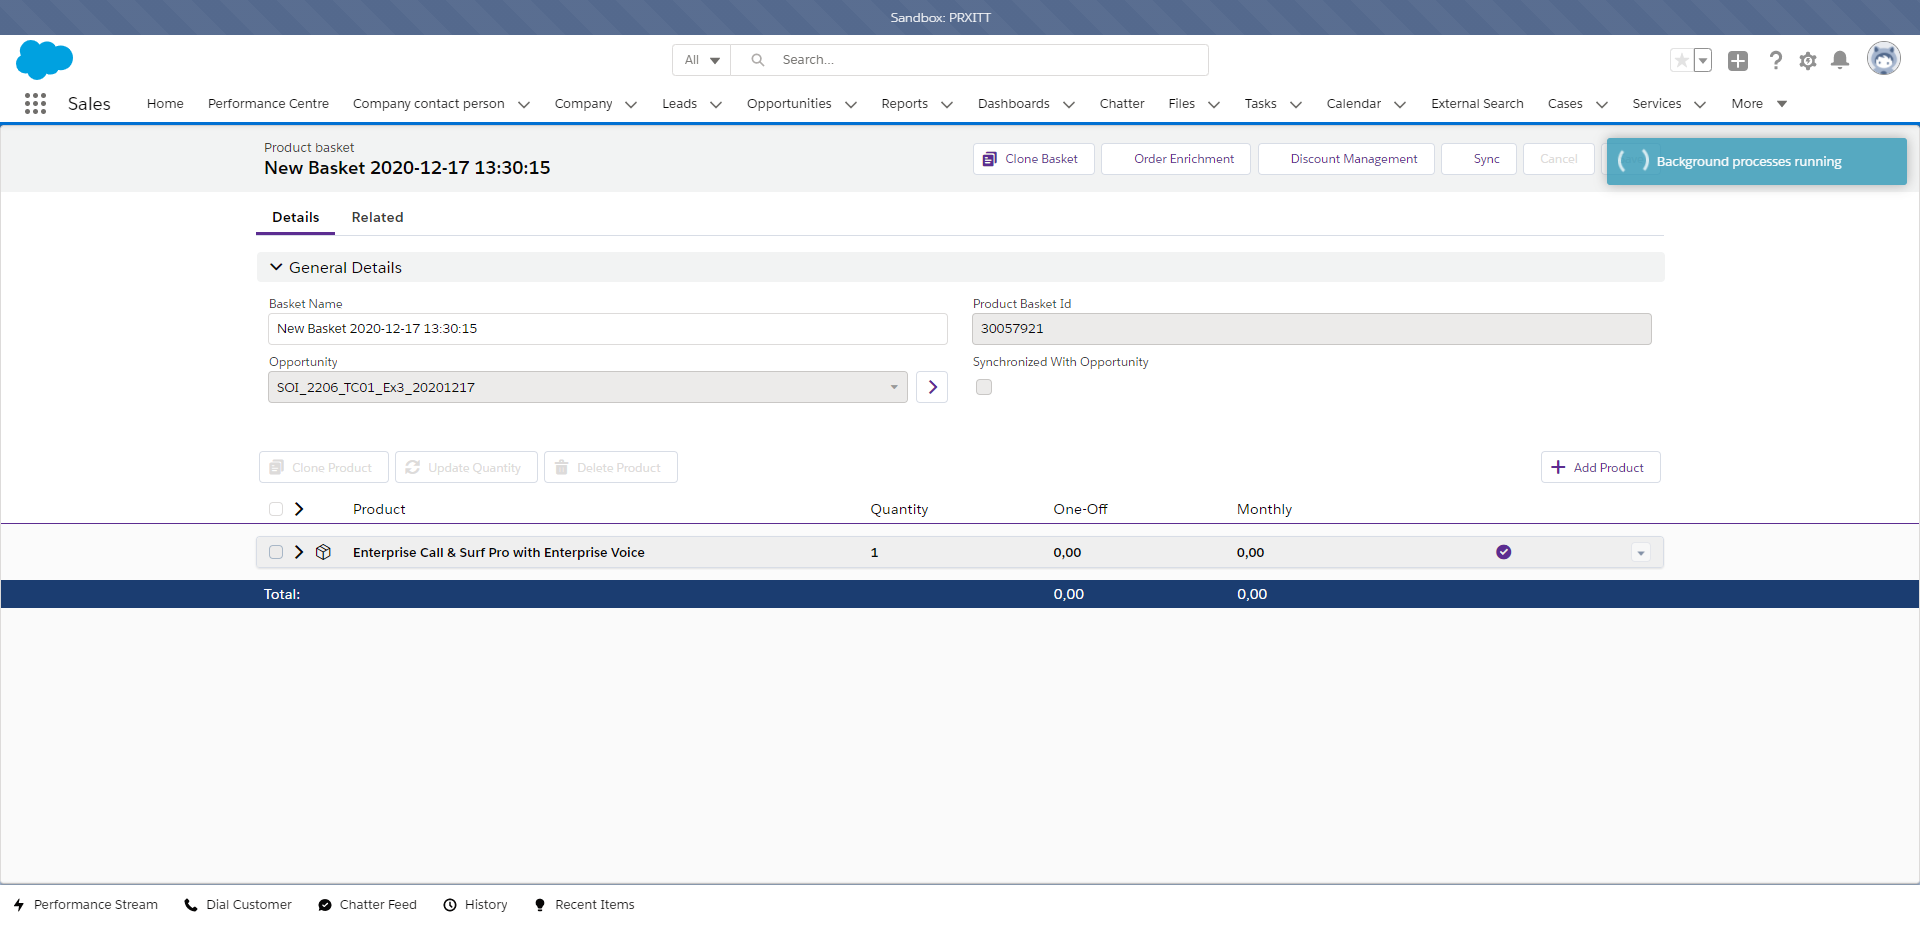 Sandbox: PRXITT
All Search...
Sales Home Performance Centre Company contact person Company Leads Opportunities Reports Dashboards Chatter Files Tasks Calendar External Search Cases Services More
Product basket
New Basket 2020-12-17 13:30:15
Clone Basket Order Enrichment Discount Management Sync Cancel
Background processes running
Details Related
General Details
Basket Name Product Basket Id
New Basket 2020-12-17 13:30:15 30057921
Opportunity Synchronized With Opportunity
SOI_2206_TC01_Ex3_20201217
Clone Product Update Quantity Delete Product Add Product
Product Quantity One-Off Monthly
Enterprise Call & Surf Pro with Enterprise Voice 1 0,00 0,00
Total: 0,00 0,00
Performance Stream Dial Customer Chatter Feed History Recent Items